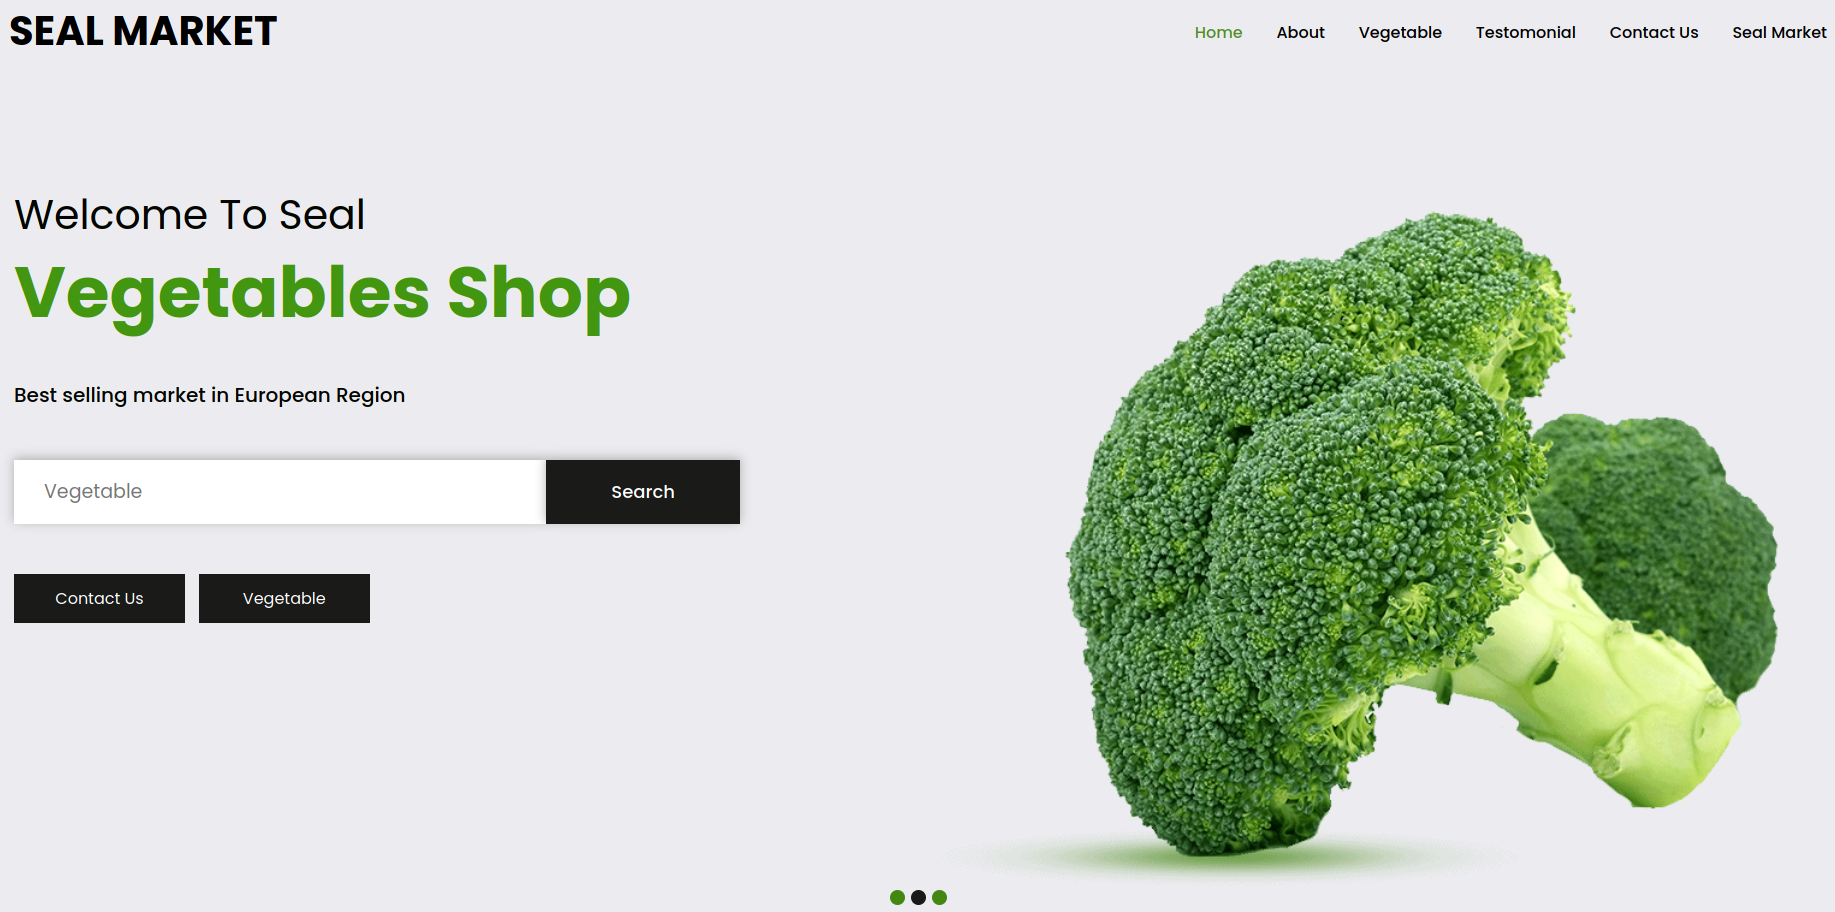 SEAL MARKET
Home About Vegetable Testomonial Contact Us Seal Market
Welcome To Seal
Vegetables Shop
Best selling market in European Region
Vegetable Search
Contact Us Vegetable